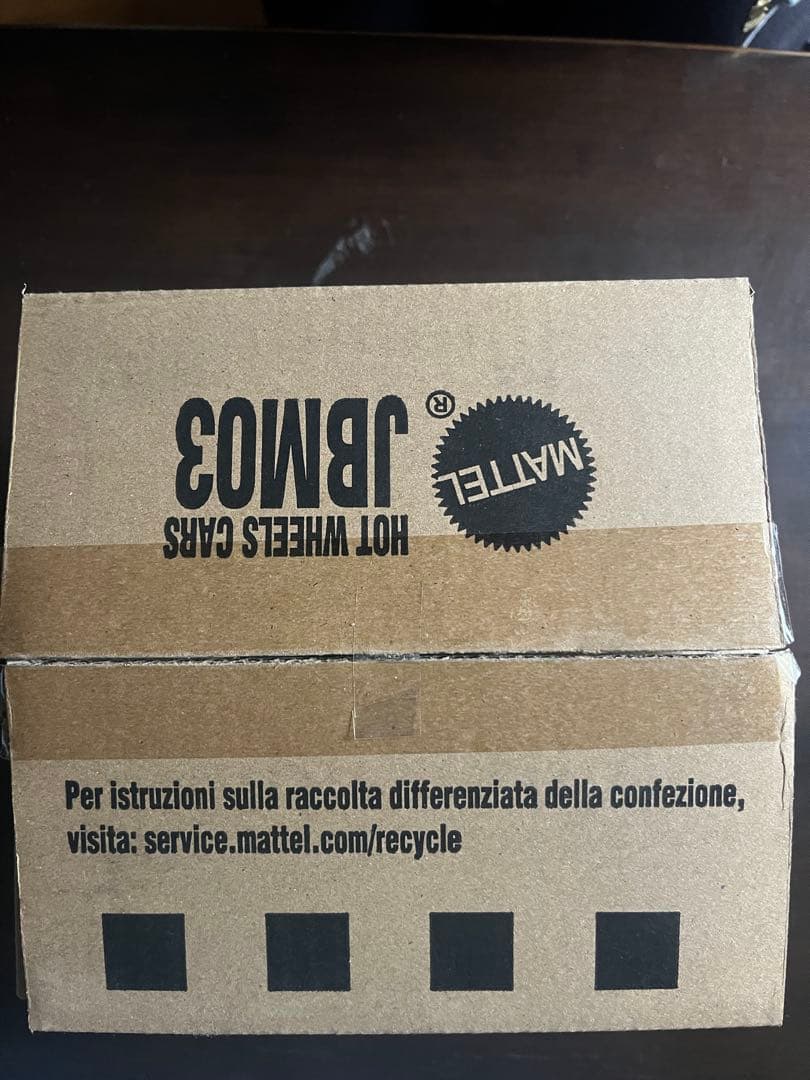 HOT WHEELS CARS
JBM03
MATTEL
®
Per istruzioni sulla raccolta differenziata della confezione,
visita: service.mattel.com/recycle